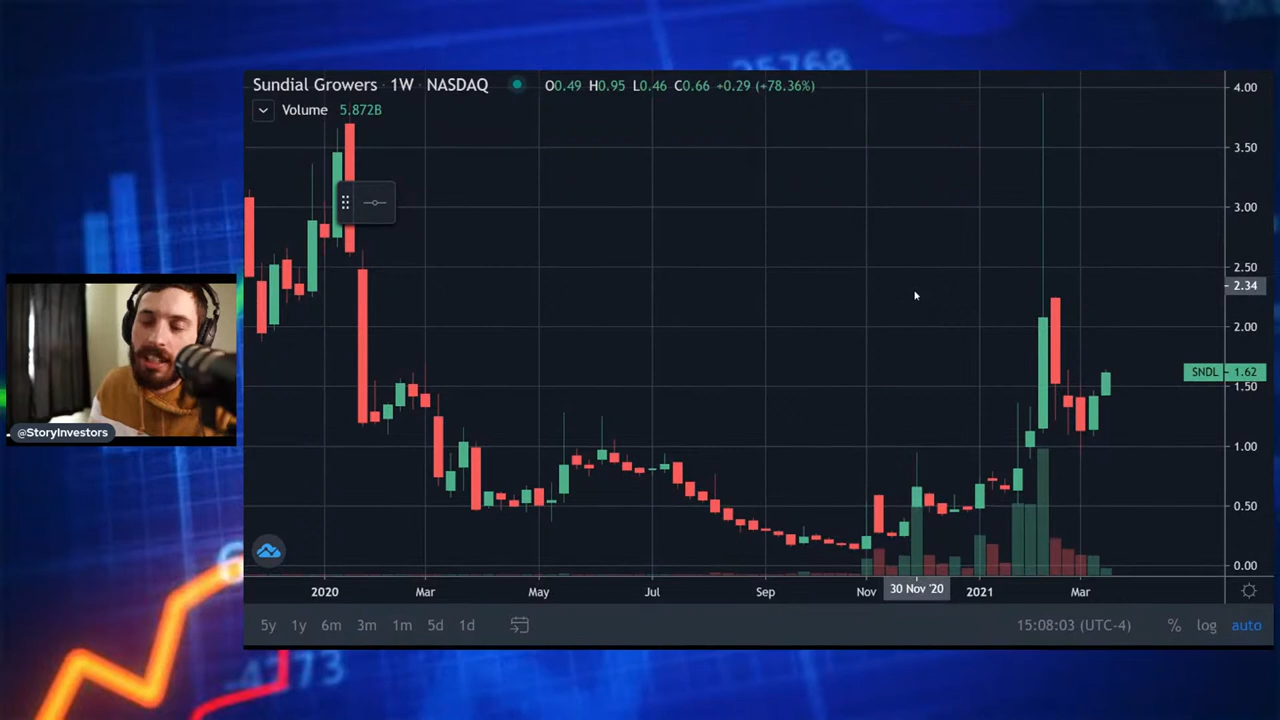 25768
Sundial Growers · 1W · NASDAQ O0.49 H0.95 L0.46 C0.66 +0.29 (+78.36%)
Volume 5.872B
4.00
3.50
3.00
2.50
2.34
2.00
SNDL 1.62
1.50
1.00
0.50
0.00
@StoryInvestors
2020 Mar May Jul Sep Nov 30 Nov '20 2021 Mar
5y 1y 6m 3m 1m 5d 1d 15:08:03 (UTC-4) % log auto
-4773